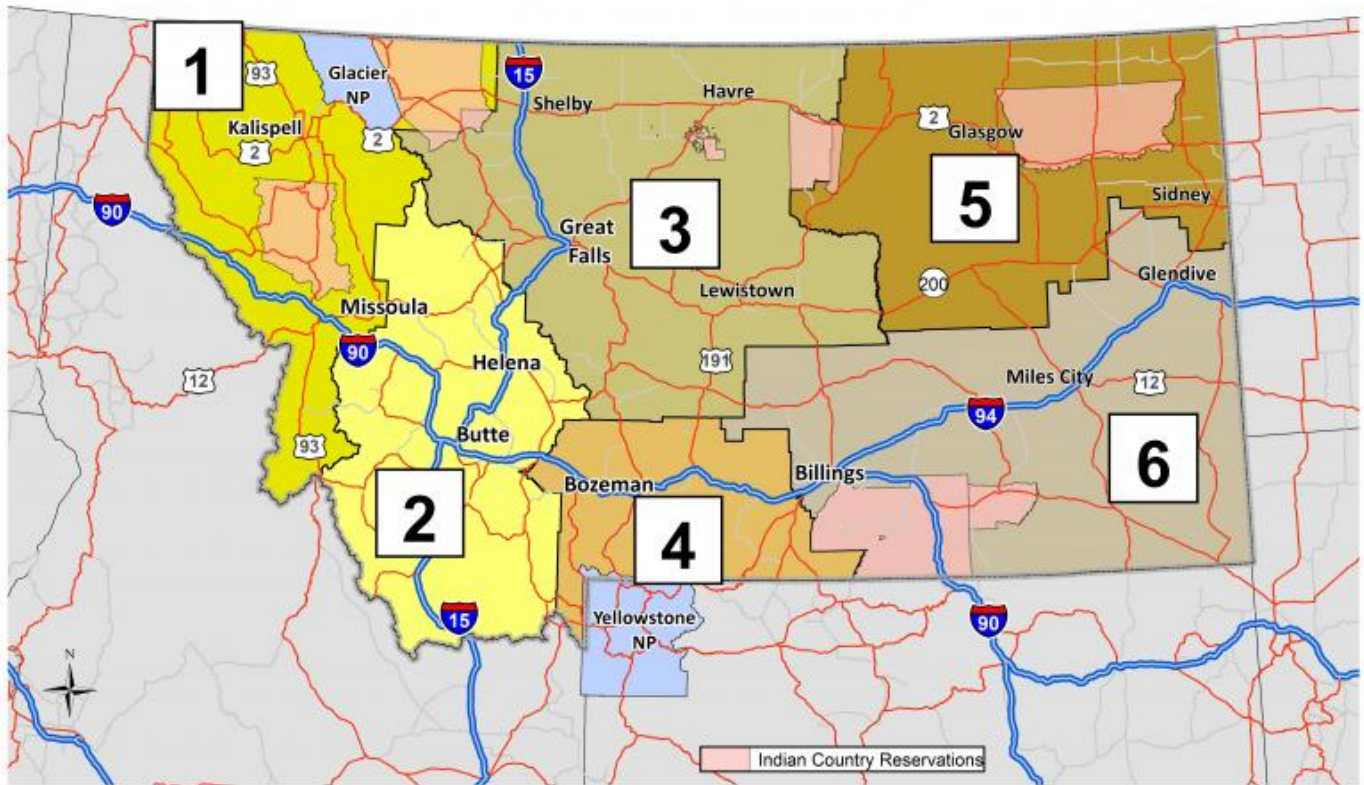 1
93
Glacier
NP
15
Shelby
Havre
Kalispell
2
2
2
Glasgow
90
3
5
Sidney
Great
Falls
200
Glendive
Lewistown
Missoula
90
Helena
191
12
Miles City
12
94
93
Butte
Bozeman
Billings
6
2
4
15
Yellowstone
NP
90
N
Indian Country Reservations